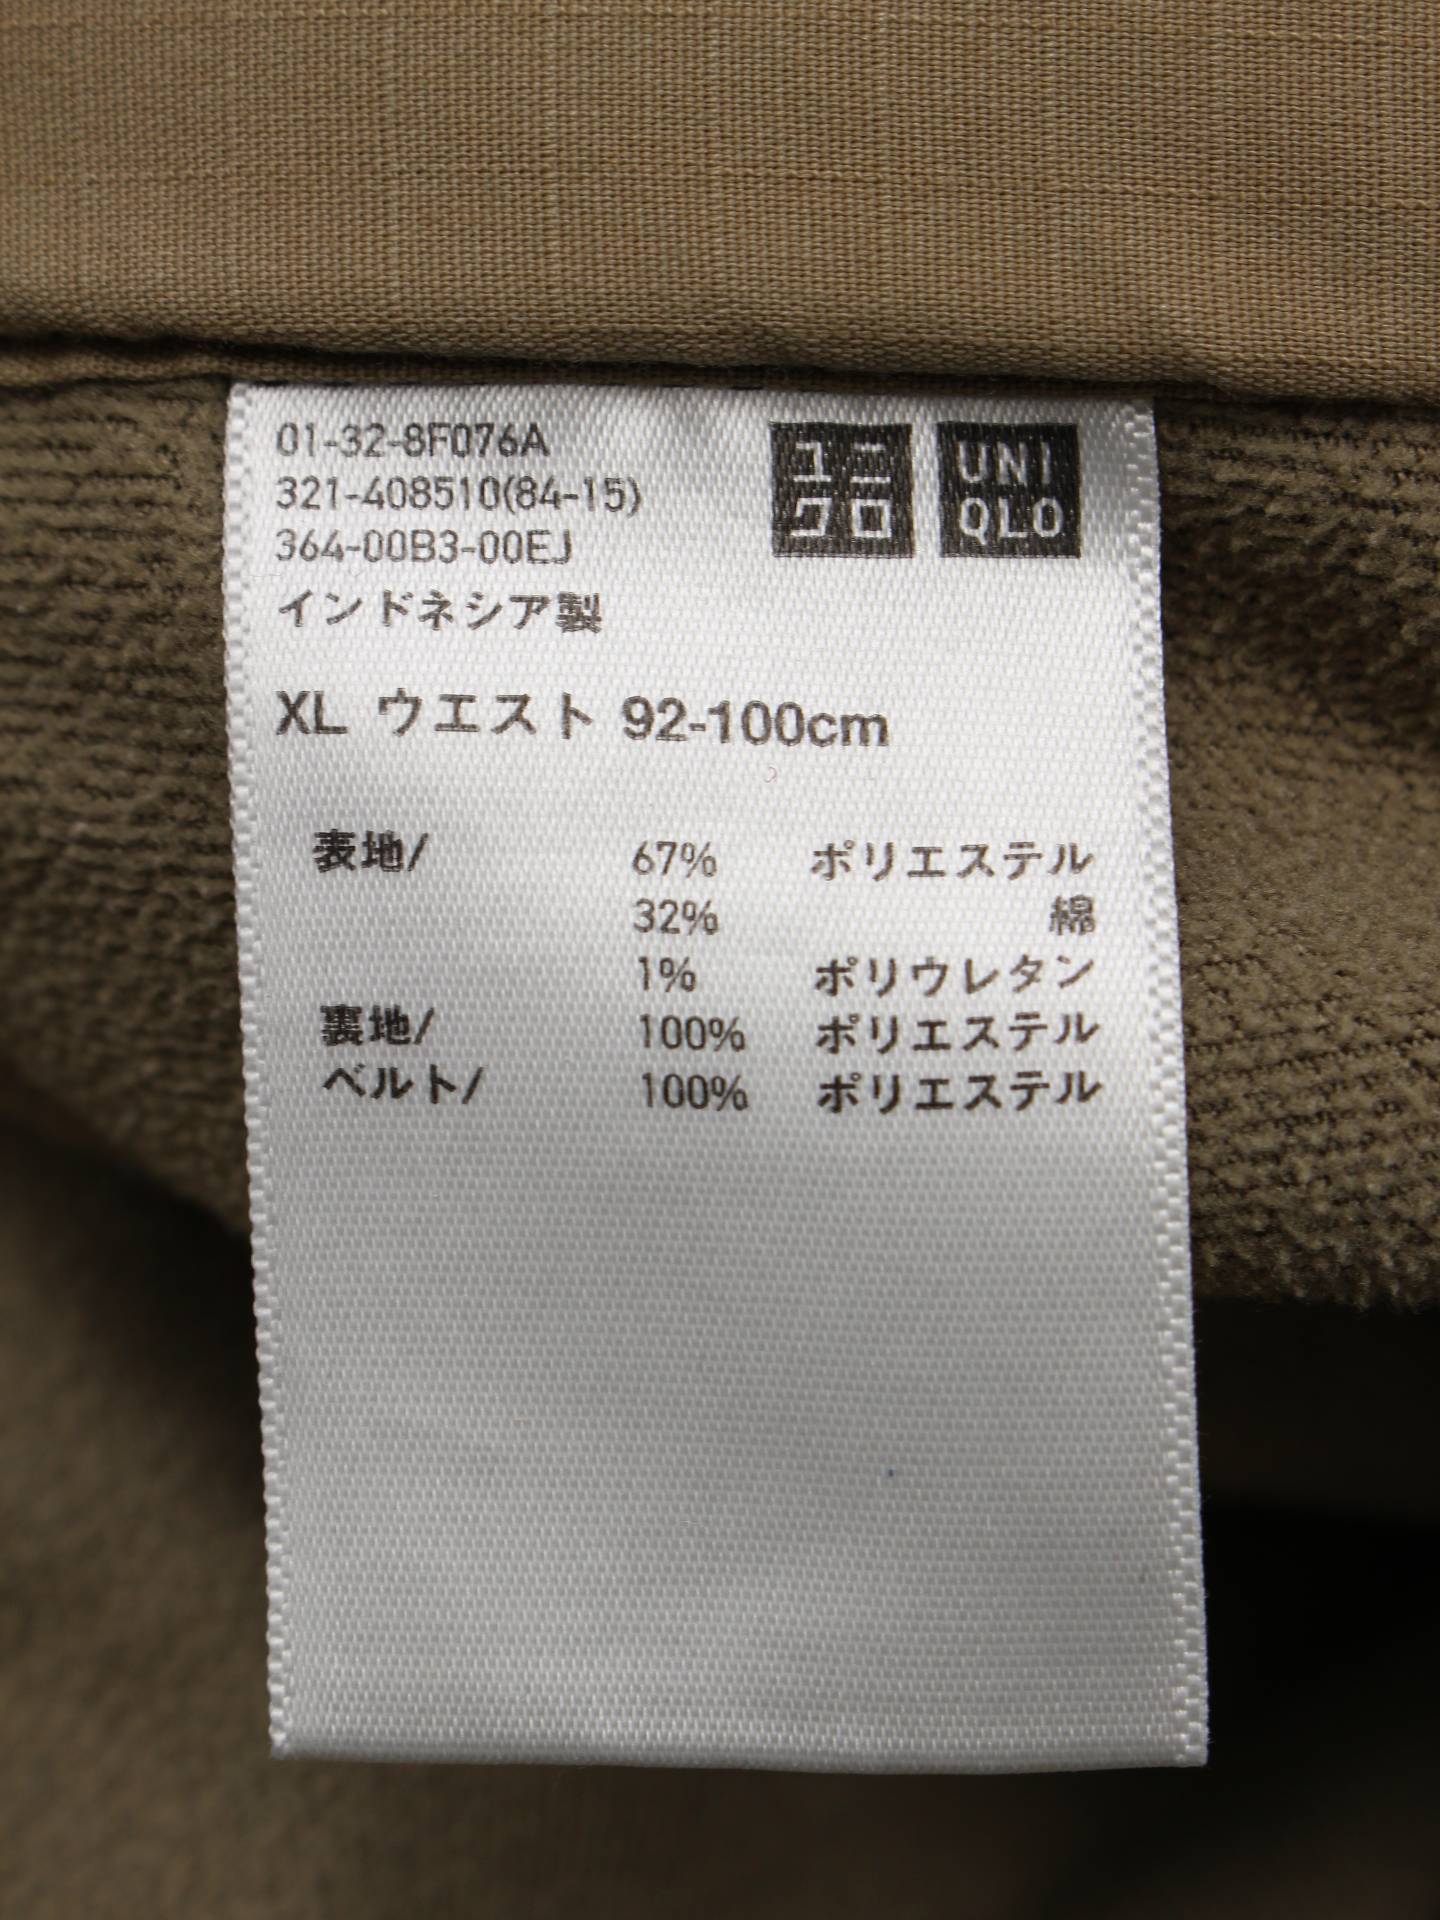 01-32-8F076A
321-408510(84-15)
364-00B3-00EJ
インドネシア製
ユニ
クロ
UNI
QLO
XL ウエスト 92-100cm
表地/ 67% ポリエステル
32% 綿
1% ポリウレタン
裏地/ 100% ポリエステル
ベルト/ 100% ポリエステル